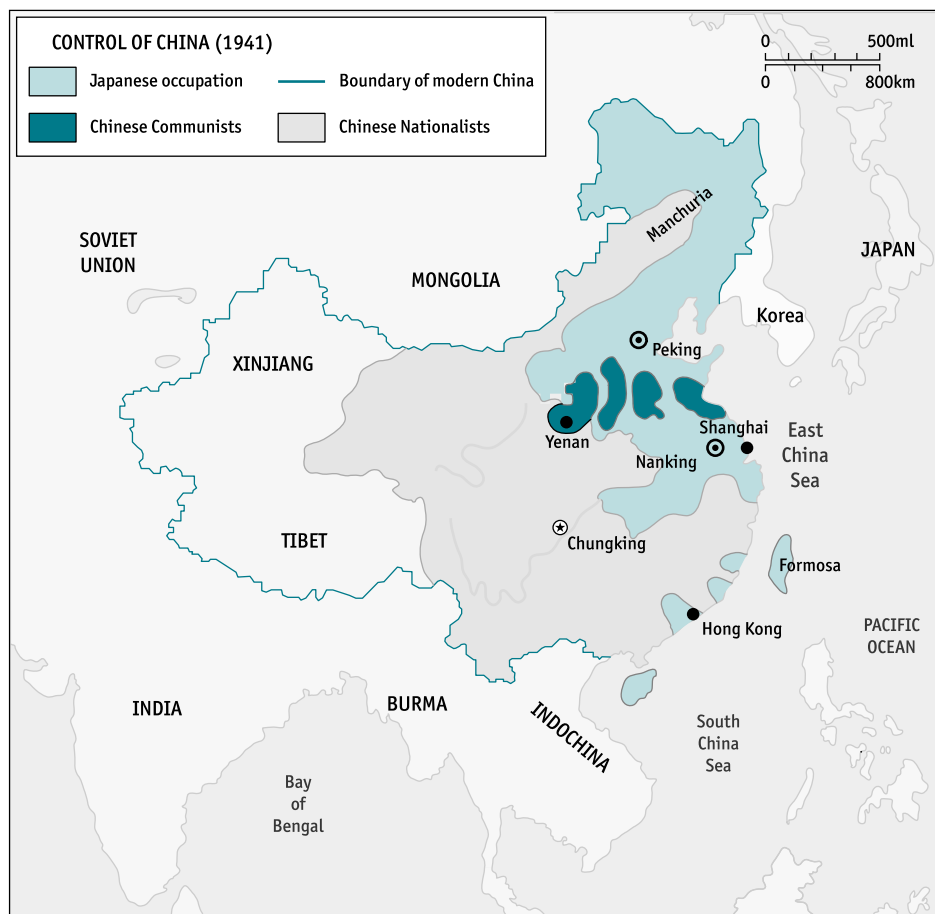 CONTROL OF CHINA (1941)
Japanese occupation
Boundary of modern China
Chinese Communists
Chinese Nationalists
0
500ml
0
800km
SOVIET
UNION
MONGOLIA
Manchuria
JAPAN
Korea
XINJIANG
Peking
Yenan
Shanghai
Nanking
East
China
Sea
TIBET
Chungking
Formosa
Hong Kong
PACIFIC
OCEAN
INDIA
BURMA
INDOCHINA
South
China
Sea
Bay
of
Bengal